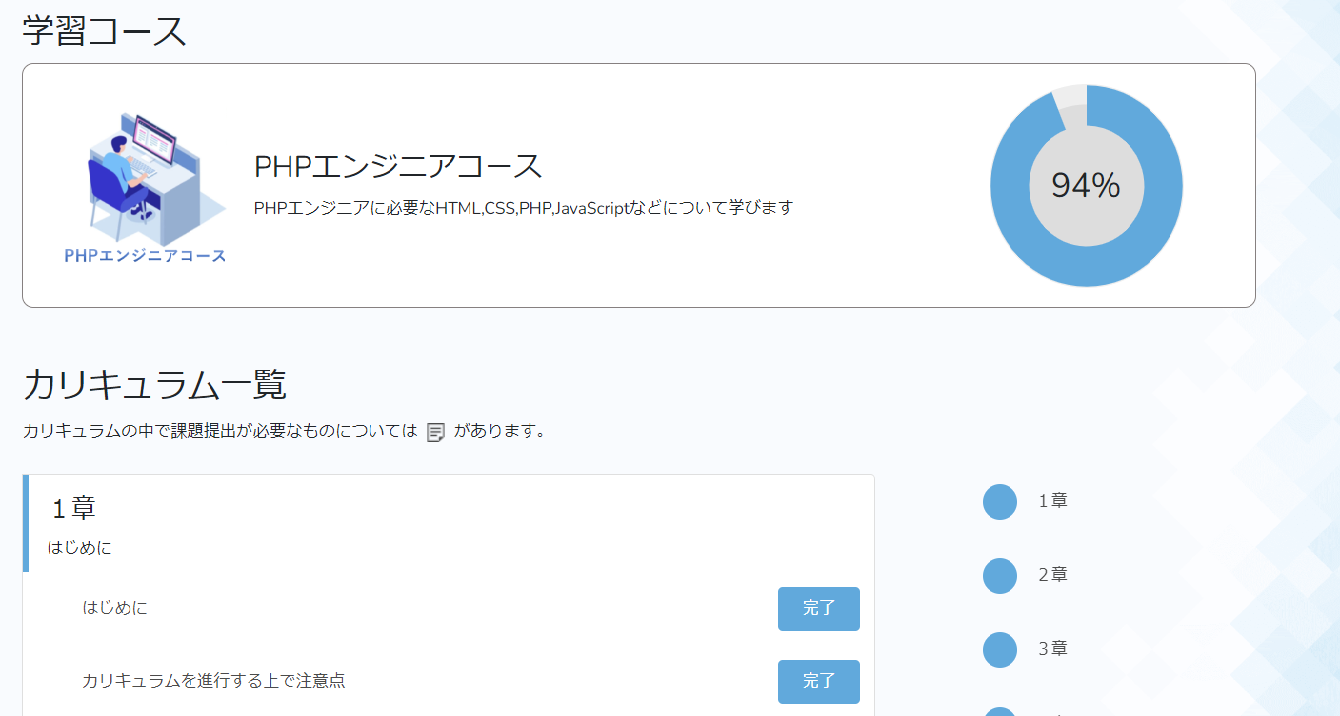 学習コース
PHPエンジニアコース
PHPエンジニアに必要なHTML,CSS,PHP,JavaScriptなどについて学びます
94%
PHPエンジニアコース
カリキュラム一覧
カリキュラムの中で課題提出が必要なものについては があります。
１章
はじめに
はじめに
完了
カリキュラムを進行する上で注意点
完了
1章
2章
3章